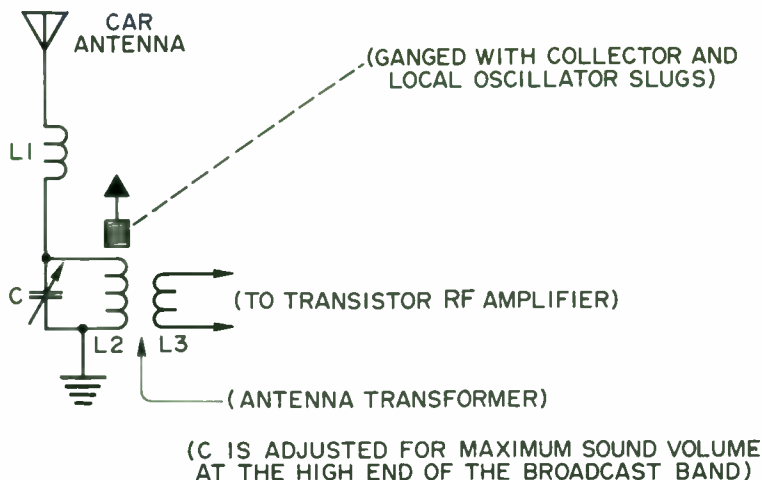 CAR
ANTENNA
(GANGED WITH COLLECTOR AND
LOCAL OSCILLATOR SLUGS)
L1
C
(TO TRANSISTOR RF AMPLIFIER)
L2
L3
(ANTENNA TRANSFORMER)
(C IS ADJUSTED FOR MAXIMUM SOUND VOLUME
AT THE HIGH END OF THE BROADCAST BAND)